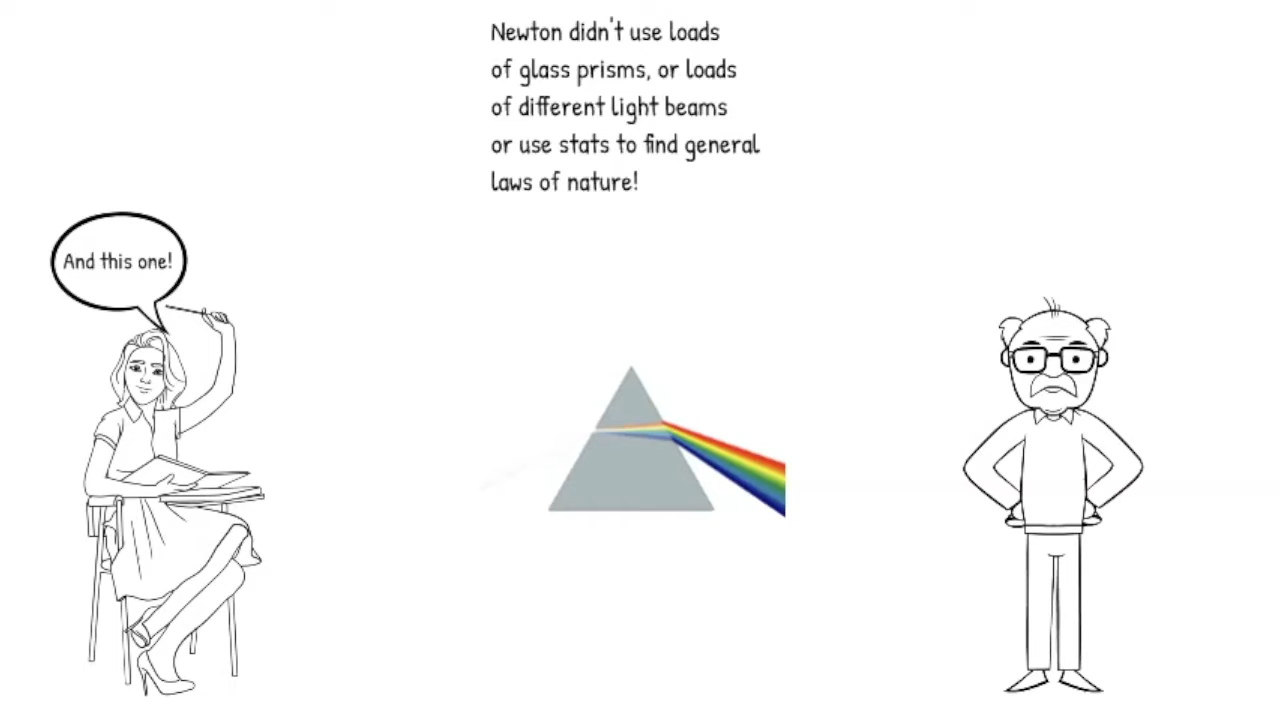 Newton didn't use loads
of glass prisms, or loads
of different light beams
or use stats to find general
laws of nature!
And this one!